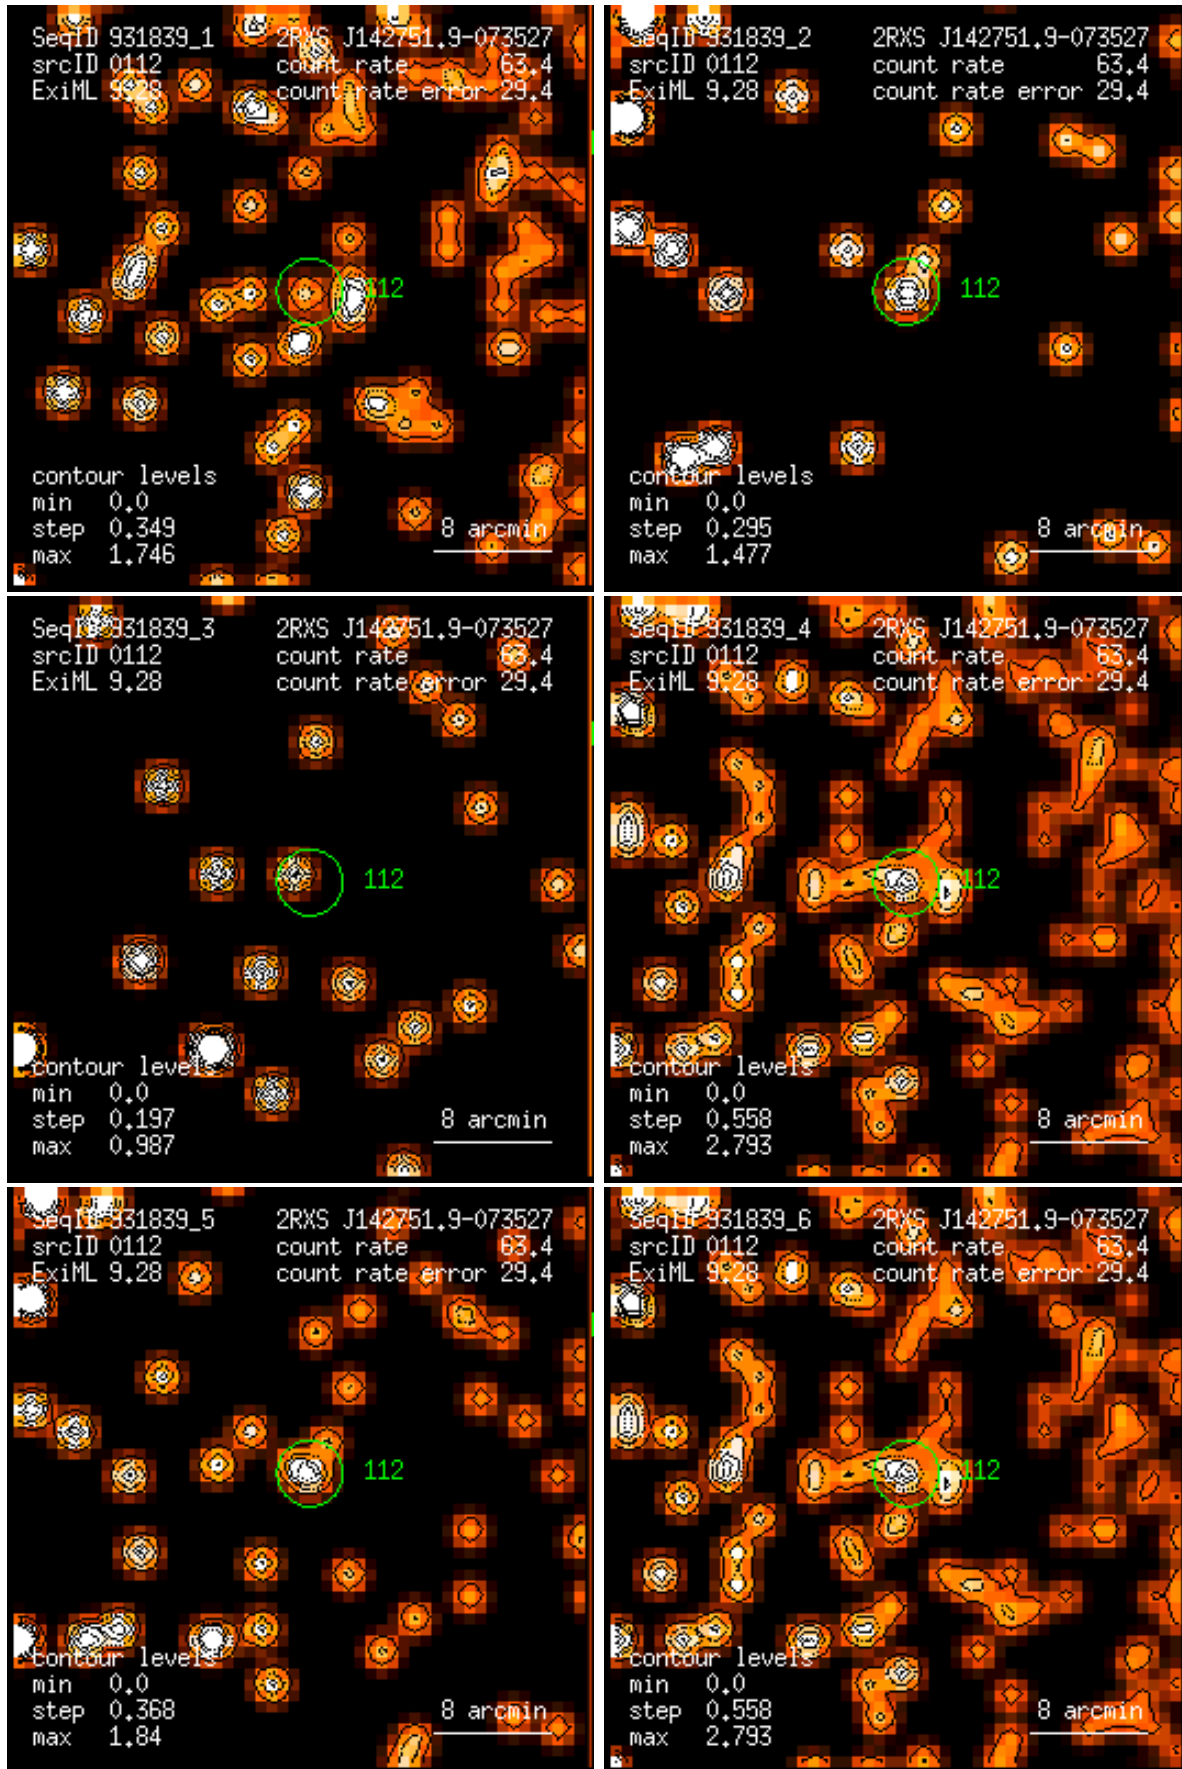 SeqID 931839_1 2RXS J142751.9-073527
srcID 0112 count rate 63.4
ExiML 9.28 count rate error 29.4
112
contour levels
min 0.0
step 0.349 8 arcmin
max 1.746
SeqID 931839_2 2RXS J142751.9-073527
srcID 0112 count rate 63.4
ExiML 9.28 count rate error 29.4
112
contour levels
min 0.0
step 0.295 8 arcmin
max 1.477
SeqID 931839_3 2RXS J142751.9-073527
srcID 0112 count rate 63.4
ExiML 9.28 count rate error 29.4
112
contour levels
min 0.0
step 0.197 8 arcmin
max 0.987
SeqID 931839_4 2RXS J142751.9-073527
srcID 0112 count rate 63.4
ExiML 9.28 count rate error 29.4
112
contour levels
min 0.0
step 0.558 8 arcmin
max 2.793
SeqID 931839_5 2RXS J142751.9-073527
srcID 0112 count rate 63.4
ExiML 9.28 count rate error 29.4
112
contour levels
min 0.0
step 0.368 8 arcmin
max 1.84
SeqID 931839_6 2RXS J142751.9-073527
srcID 0112 count rate 63.4
ExiML 9.28 count rate error 29.4
112
contour levels
min 0.0
step 0.558 8 arcmin
max 2.793